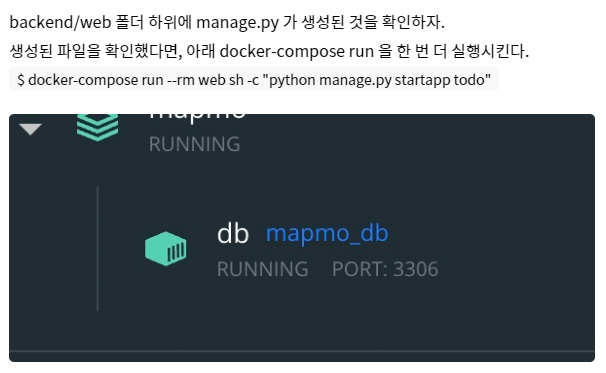 backend/web 폴더 하위에 manage.py 가 생성된 것을 확인하자.
생성된 파일을 확인했다면, 아래 docker-compose run 을 한 번 더 실행시킨다.
$ docker-compose run --rm web sh -c "python manage.py startapp todo"
mapmo
RUNNING
db mapmo_db
RUNNING PORT: 3306